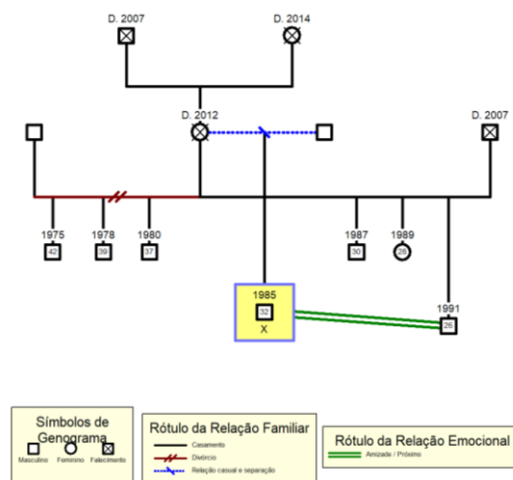 D. 2007 D. 2014
D. 2012 D. 2007
1975 1978 1980 1987 1989
42 39 37 30 28
1985
32
X
1991
26
Símbolos de
Genograma
Masculino Feminino Falecimento
Rótulo da Relação Familiar
Casamento
Divórcio
Relação casual e separação
Rótulo da Relação Emocional
Amizade / Próximo